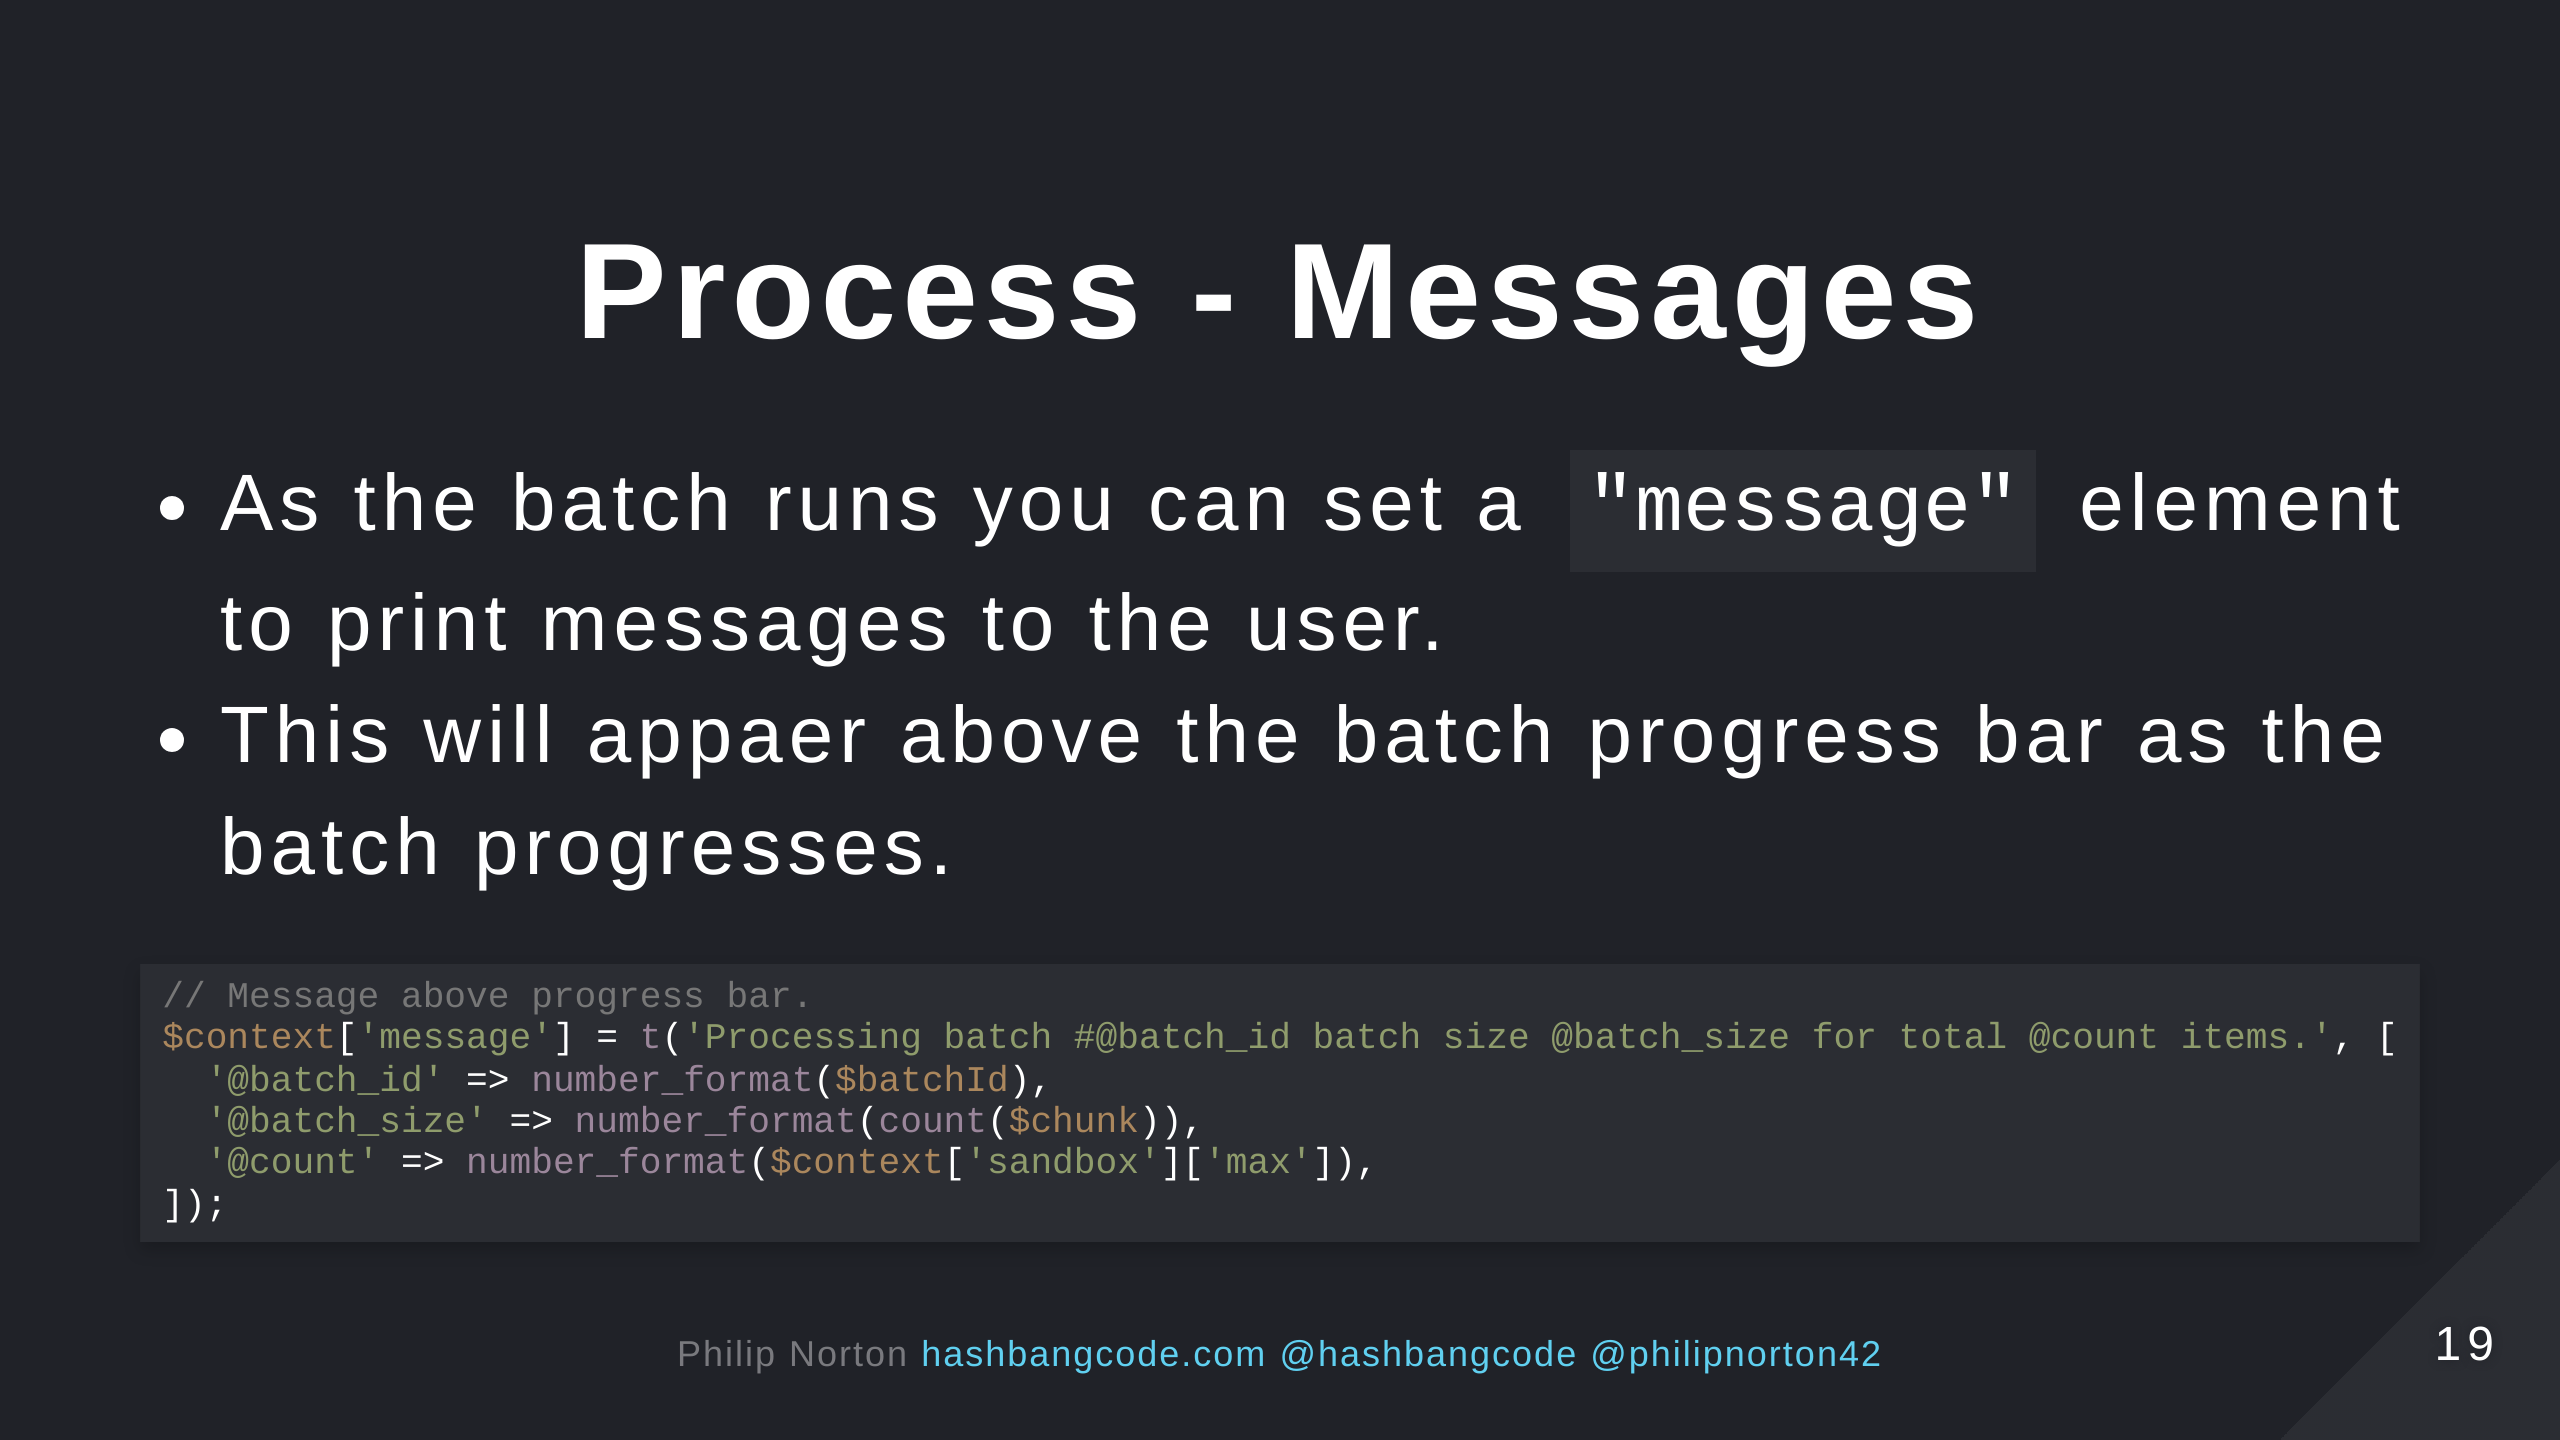 Process - Messages
• As the batch runs you can set a "message" element
to print messages to the user.
• This will appaer above the batch progress bar as the
batch progresses.
// Message above progress bar.
$context['message'] = t('Processing batch #@batch_id batch size @batch_size for total @count items.', [
  '@batch_id' => number_format($batchId),
  '@batch_size' => number_format(count($chunk)),
  '@count' => number_format($context['sandbox']['max']),
]);
Philip Norton hashbangcode.com @hashbangcode @philipnorton42
19